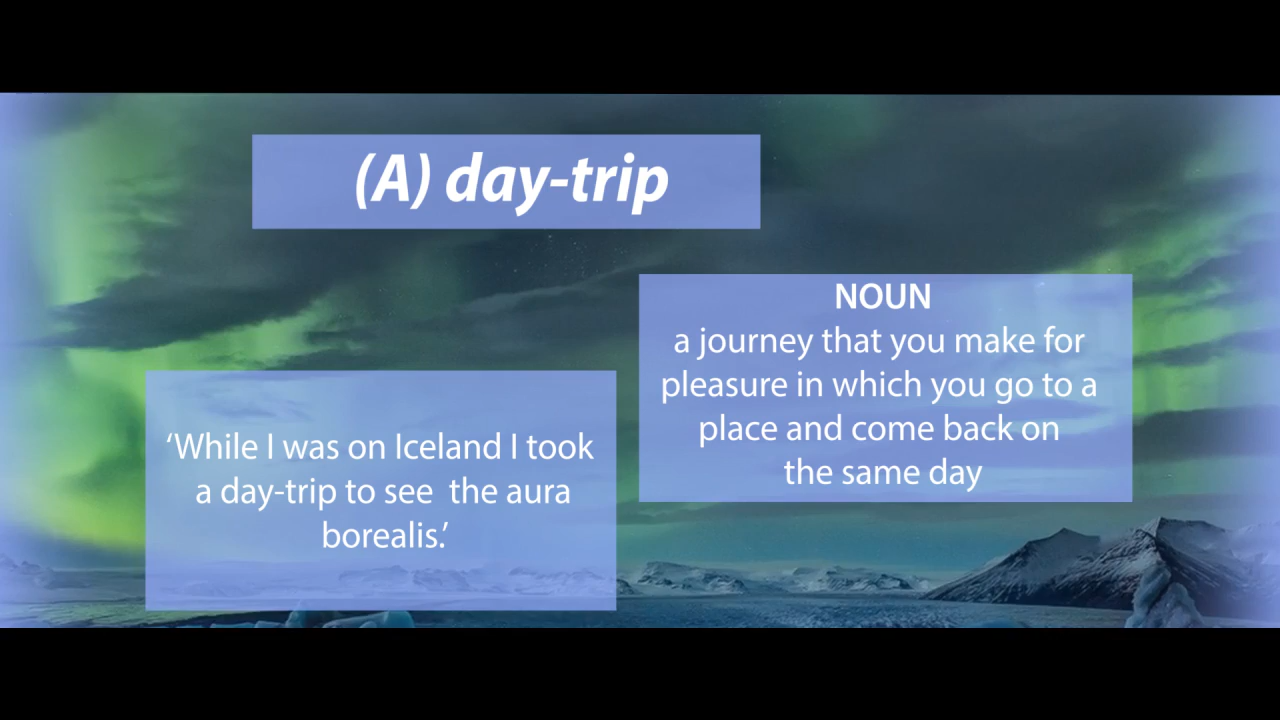 (A) day-trip
NOUN
a journey that you make for
pleasure in which you go to a
place and come back on
the same day
‘While I was on Iceland I took
a day-trip to see  the aura
borealis.’